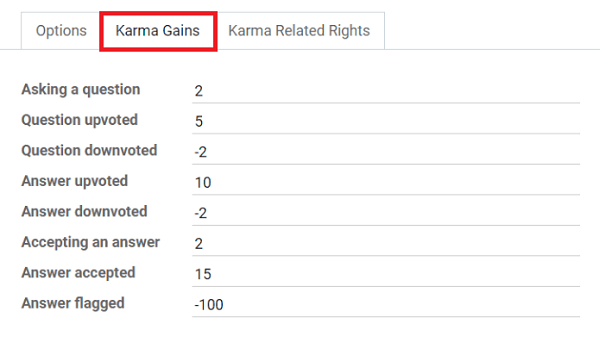 Options Karma Gains Karma Related Rights
Asking a question 2
Question upvoted 5
Question downvoted -2
Answer upvoted 10
Answer downvoted -2
Accepting an answer 2
Answer accepted 15
Answer flagged -100